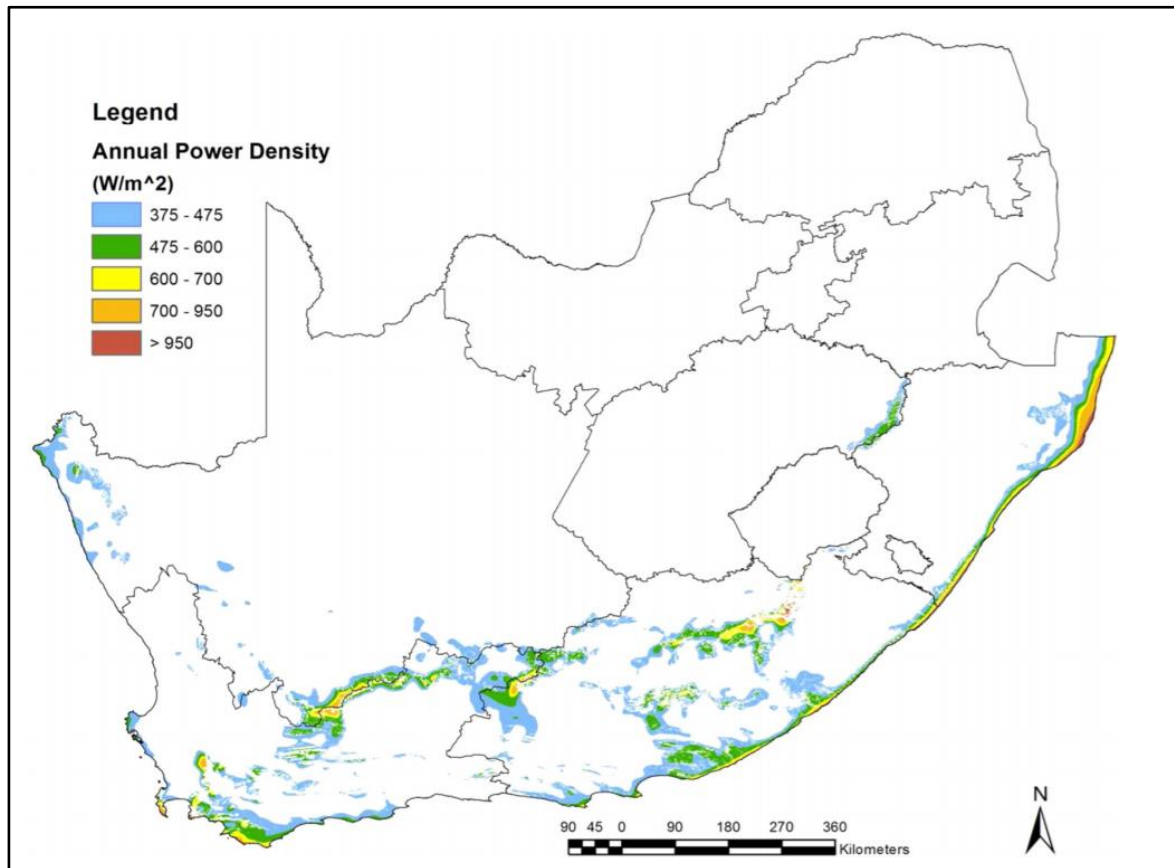 Legend
Annual Power Density
(W/m^2)
375 - 475
475 - 600
600 - 700
700 - 950
> 950
N
90 45 0 90 180 270 360
Kilometers